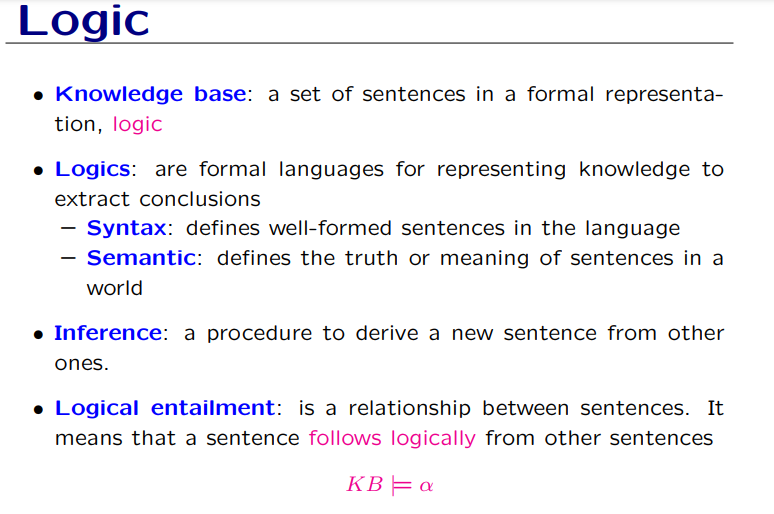 Logic
• Knowledge base: a set of sentences in a formal representa-
tion, logic
• Logics: are formal languages for representing knowledge to
extract conclusions
– Syntax: defines well-formed sentences in the language
– Semantic: defines the truth or meaning of sentences in a
world
• Inference: a procedure to derive a new sentence from other
ones.
• Logical entailment: is a relationship between sentences. It
means that a sentence follows logically from other sentences
KB ⊨ α